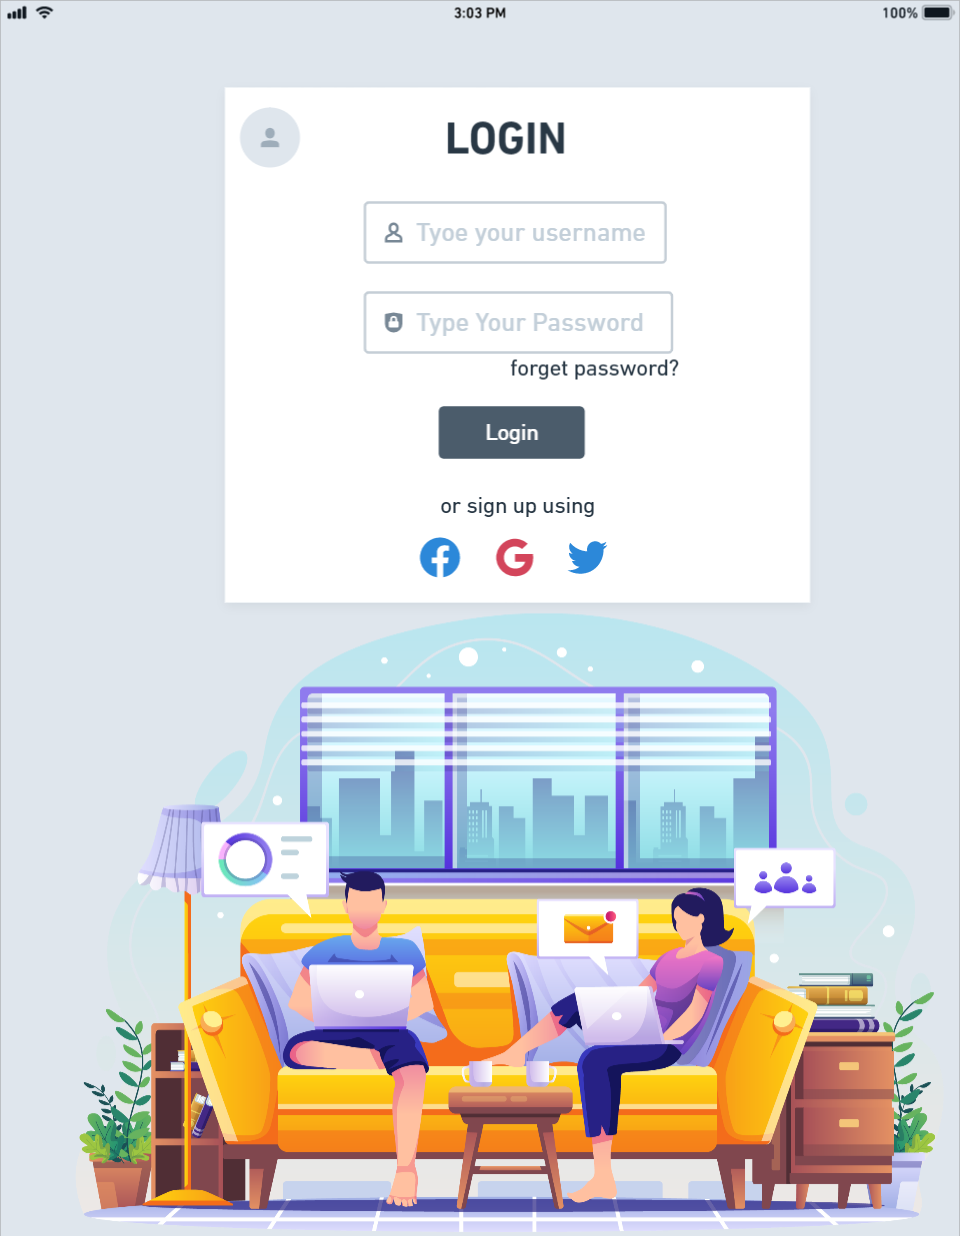 3:03 PM
100%
LOGIN
Tyoe your username
Type Your Password
forget password?
Login
or sign up using